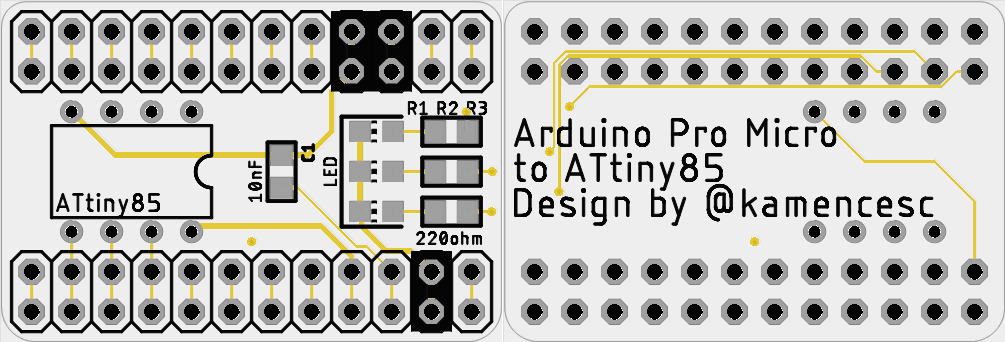 R1 R2 R3
C1
10nF
LED
ATtiny85
220ohm
Arduino Pro Micro
to ATtiny85
Design by @kamencesc